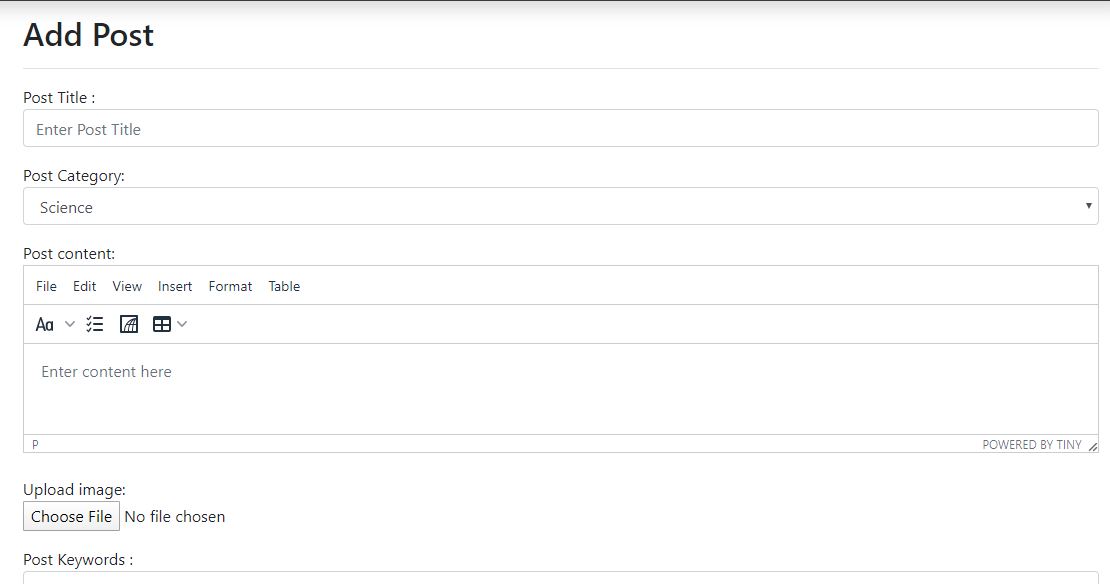 Add Post
Post Title :
Enter Post Title
Post Category:
Science
Post content:
File Edit View Insert Format Table
Aa
Enter content here
P POWERED BY TINY
Upload image:
Choose File No file chosen
Post Keywords :